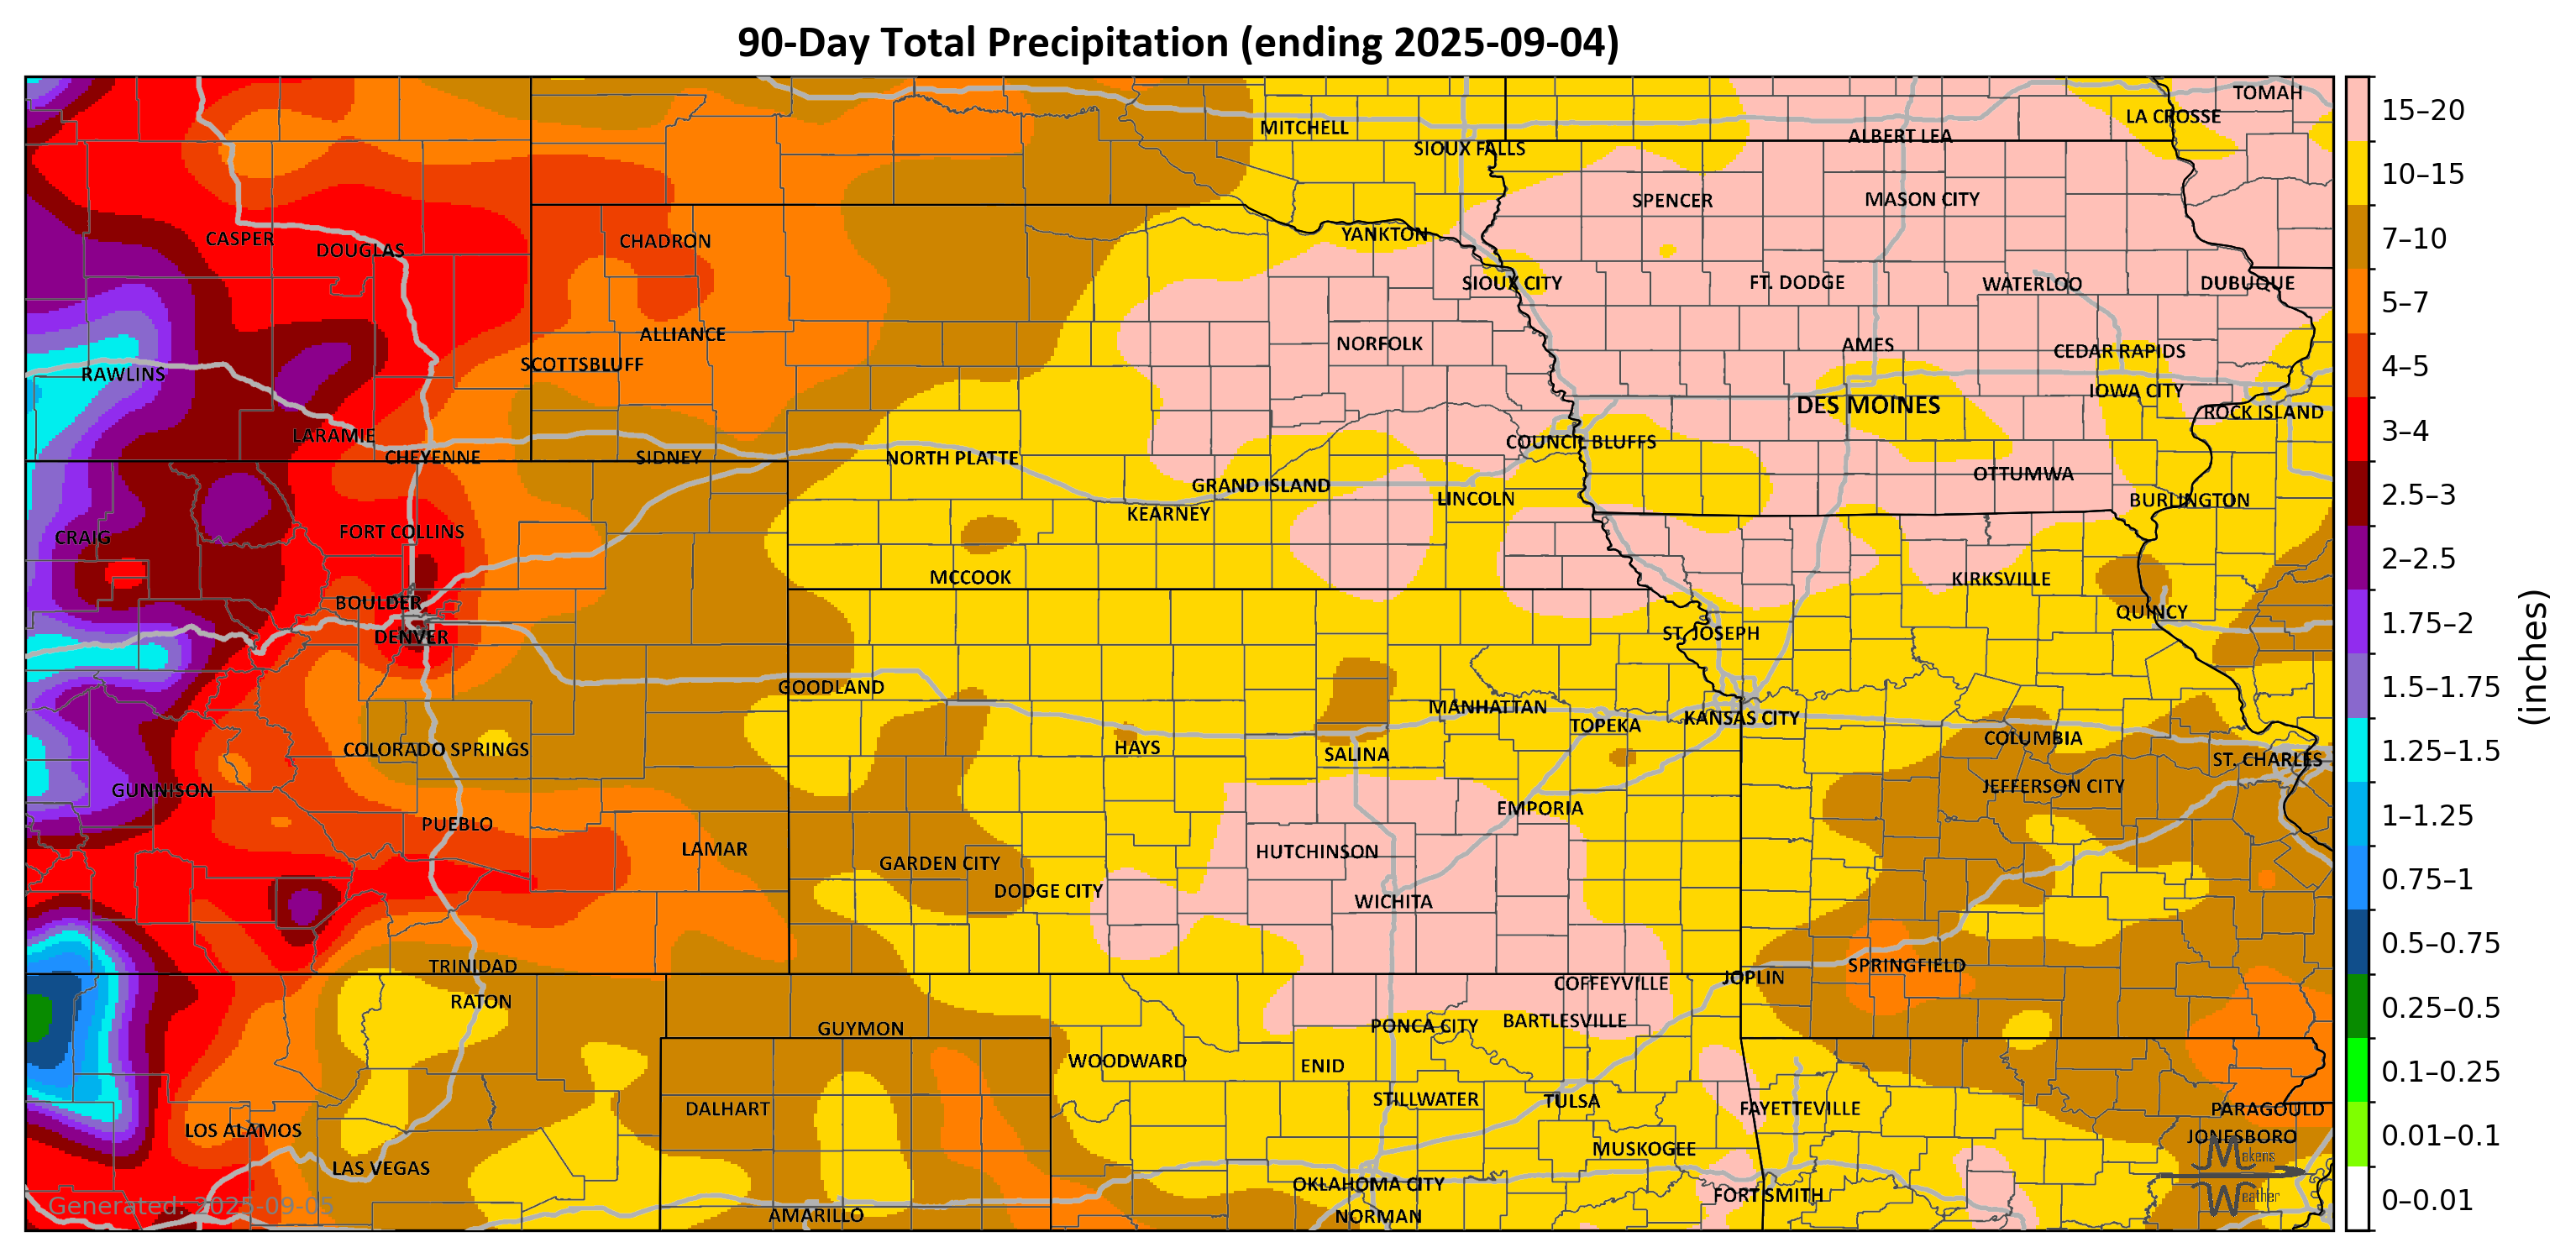 90-Day Total Precipitation (ending 2025-09-04)
TOMAH
LA CROSSE
MITCHELL
ALBERT LEA
SIOUX FALLS
SPENCER
MASON CITY
CASPER
DOUGLAS
CHADRON
YANKTON
SIOUX CITY
FT. DODGE
WATERLOO
DUBUQUE
ALLIANCE
NORFOLK
AMES
CEDAR RAPIDS
SCOTTSBLUFF
RAWLINS
IOWA CITY
DES MOINES
ROCK ISLAND
LARAMIE
COUNCIL BLUFFS
CHEYENNE
SIDNEY
NORTH PLATTE
OTTUMWA
GRAND ISLAND
LINCOLN
BURLINGTON
KEARNEY
FORT COLLINS
CRAIG
MCCOOK
KIRKSVILLE
BOULDER
QUINCY
DENVER
ST. JOSEPH
GOODLAND
MANHATTAN
KANSAS CITY
TOPEKA
COLUMBIA
COLORADO SPRINGS
HAYS
SALINA
ST. CHARLES
GUNNISON
JEFFERSON CITY
EMPORIA
PUEBLO
LAMAR
HUTCHINSON
GARDEN CITY
DODGE CITY
WICHITA
TRINIDAD
SPRINGFIELD
JOPLIN
COFFEYVILLE
RATON
GUYMON
PONCA CITY
BARTLESVILLE
WOODWARD
ENID
DALHART
STILLWATER
TULSA
FAYETTEVILLE
PARAGOULD
LOS ALAMOS
JONESBORO
MUSKOGEE
LAS VEGAS
OKLAHOMA CITY
FORT SMITH
AMARILLO
NORMAN
Generated: 2025-09-05
Makens
Weather
15–20
10–15
7–10
5–7
4–5
3–4
2.5–3
2–2.5
1.75–2
1.5–1.75
1.25–1.5
1–1.25
0.75–1
0.5–0.75
0.25–0.5
0.1–0.25
0.01–0.1
0–0.01
(inches)